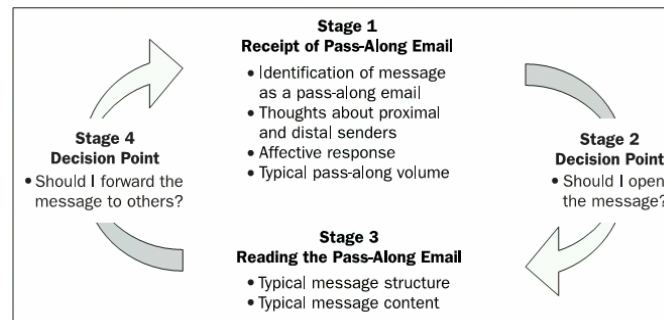 Stage 1
Receipt of Pass-Along Email
• Identification of message
as a pass-along email
• Thoughts about proximal
and distal senders
• Affective response
• Typical pass-along volume
Stage 2
Decision Point
• Should I open
the message?
Stage 3
Reading the Pass-Along Email
• Typical message structure
• Typical message content
Stage 4
Decision Point
• Should I forward the
message to others?